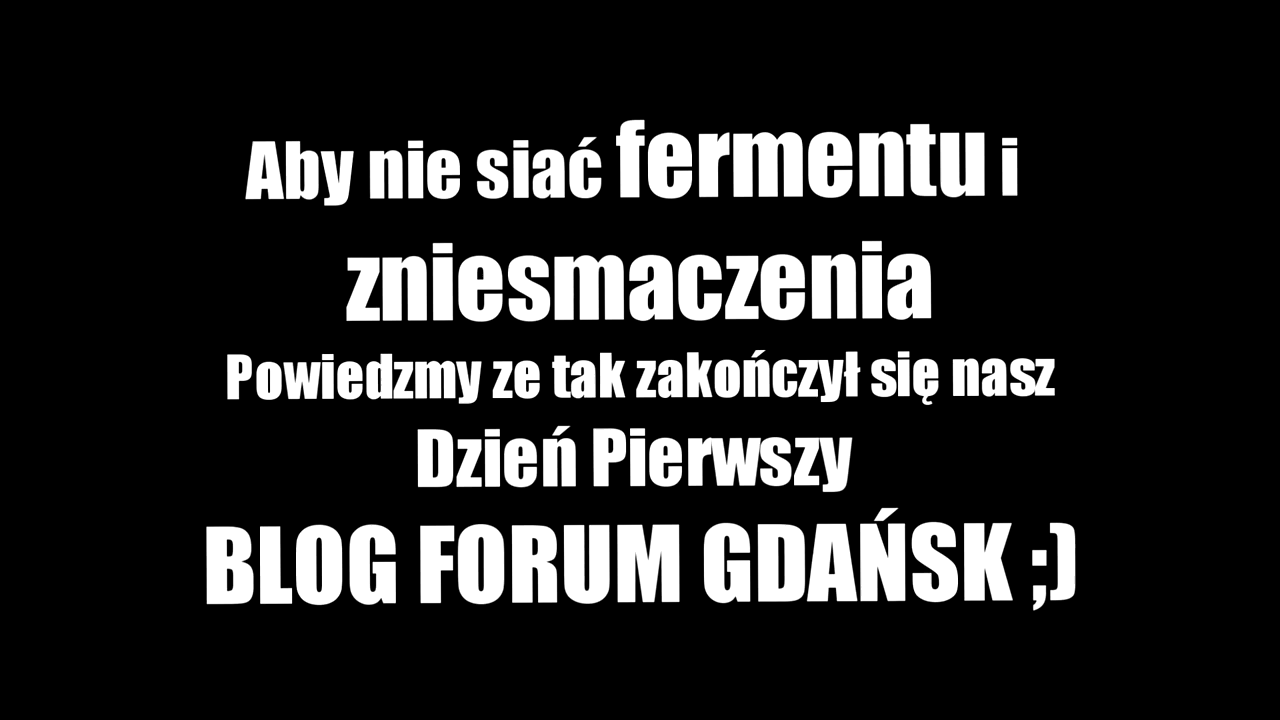 Aby nie siać fermentu i
zniesmaczenia
Powiedzmy ze tak zakończył się nasz
Dzień Pierwszy
BLOG FORUM GDAŃSK ;)